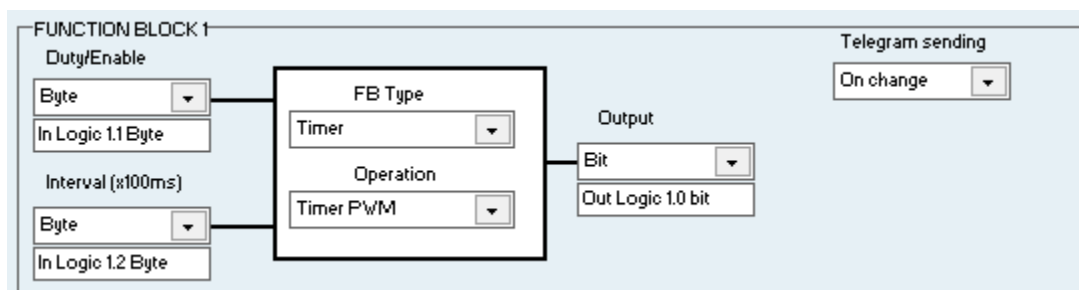 FUNCTION BLOCK 1
Duty/Enable
Byte
In Logic 1.1 Byte
Interval (x100ms)
Byte
In Logic 1.2 Byte
FB Type
Timer
Operation
Timer PWM
Output
Bit
Out Logic 1.0 bit
Telegram sending
On change